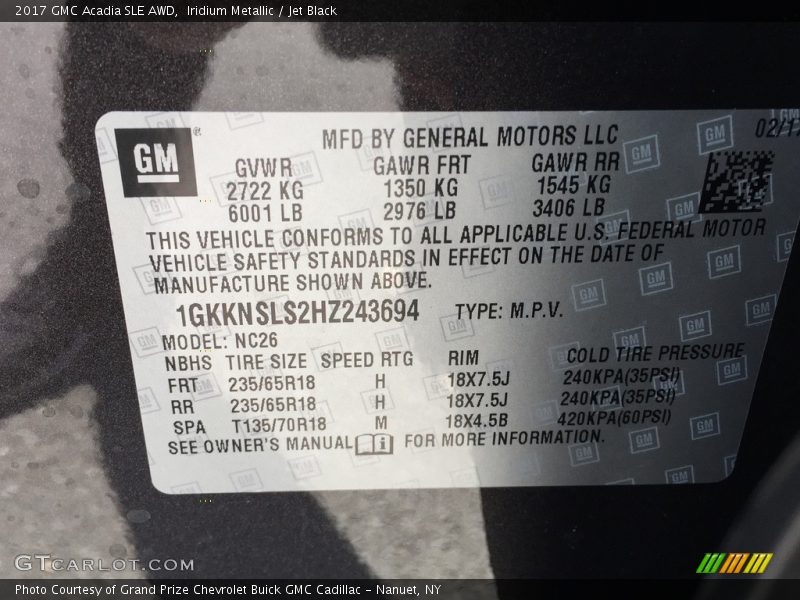 2017 GMC Acadia SLE AWD, Iridium Metallic / Jet Black
GM
MFD BY GENERAL MOTORS LLC
GVWR GAWR FRT GAWR RR
2722 KG 1350 KG 1545 KG
6001 LB 2976 LB 3406 LB
THIS VEHICLE CONFORMS TO ALL APPLICABLE U.S. FEDERAL MOTOR
VEHICLE SAFETY STANDARDS IN EFFECT ON THE DATE OF
MANUFACTURE SHOWN ABOVE.
1GKKNSLS2HZ243694 TYPE: M.P.V.
MODEL: NC26
NBHS TIRE SIZE SPEED RTG RIM COLD TIRE PRESSURE
FRT 235/65R18 H 18X7.5J 240KPA(35PSI)
RR 235/65R18 H 18X7.5J 240KPA(35PSI)
SPA T135/70R18 M 18X4.5B 420KPA(60PSI)
SEE OWNER'S MANUAL FOR MORE INFORMATION.
GTCARLOT.COM
Photo Courtesy of Grand Prize Chevrolet Buick GMC Cadillac - Nanuet, NY